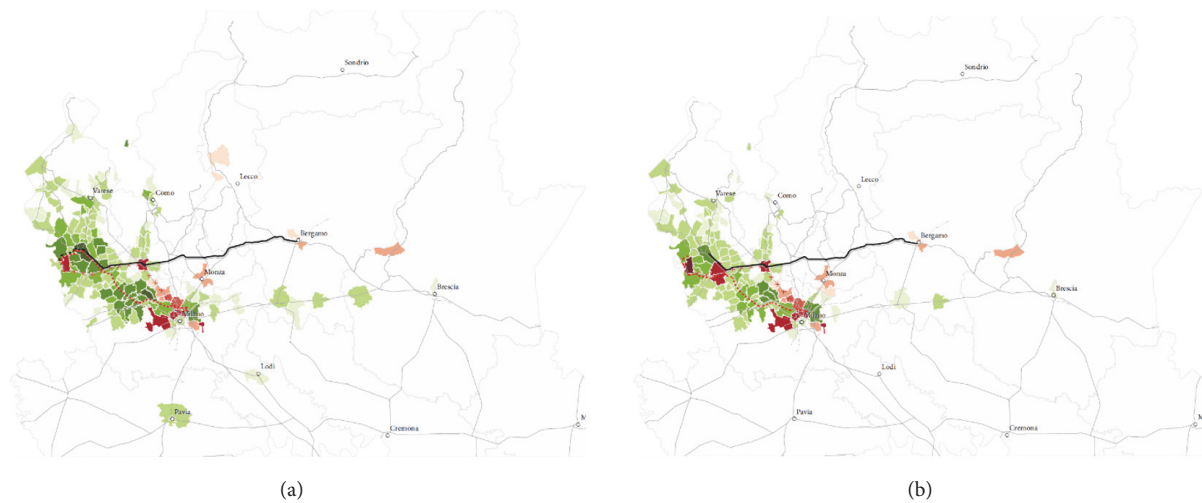 Sondrio
Varese
Como
Lecco
Bergamo
Monza
Brescia
Milano
Lodi
Pavia
Cremona
M
(a)
Sondrio
Lecco
Varese
Como
Bergamo
Monza
Brescia
Lodi
Pavia
Cremona
M
(b)